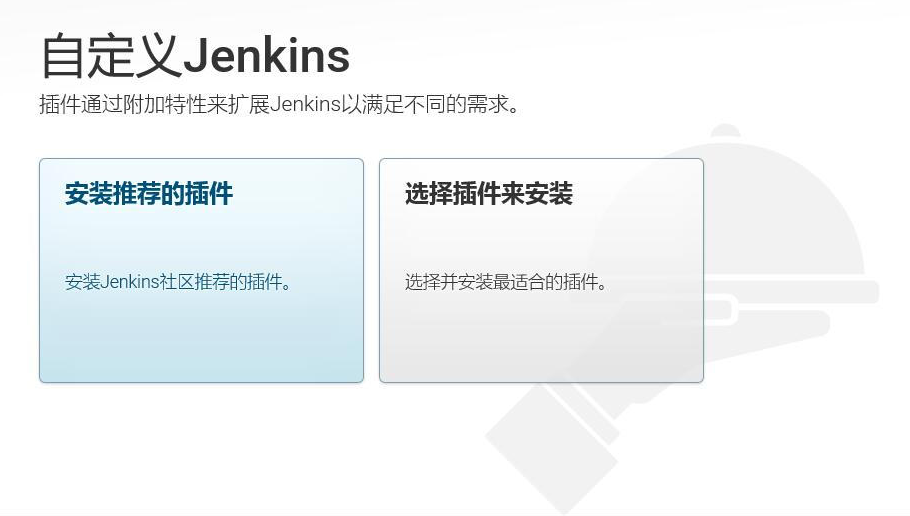 自定义Jenkins
插件通过附加特性来扩展Jenkins以满足不同的需求。
安装推荐的插件
安装Jenkins社区推荐的插件。
选择插件来安装
选择并安装最适合的插件。